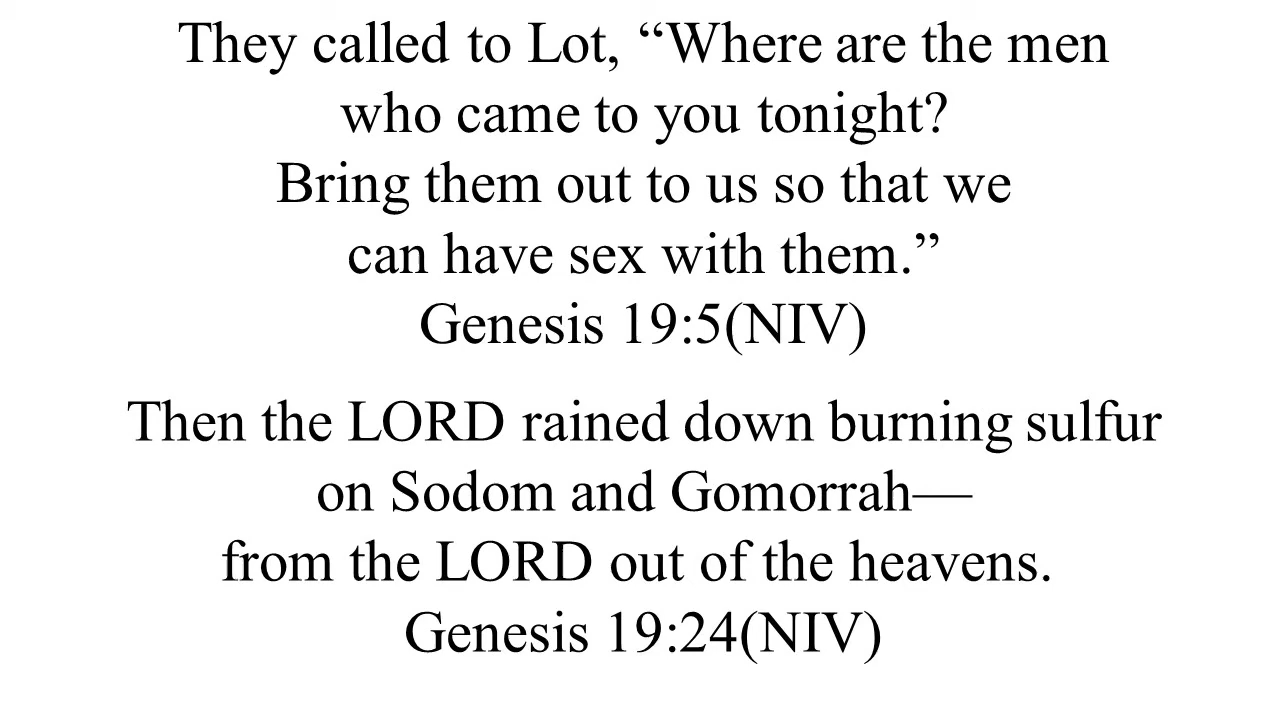 They called to Lot, “Where are the men
who came to you tonight?
Bring them out to us so that we
can have sex with them.”
Genesis 19:5(NIV)
Then the LORD rained down burning sulfur
on Sodom and Gomorrah—
from the LORD out of the heavens.
Genesis 19:24(NIV)